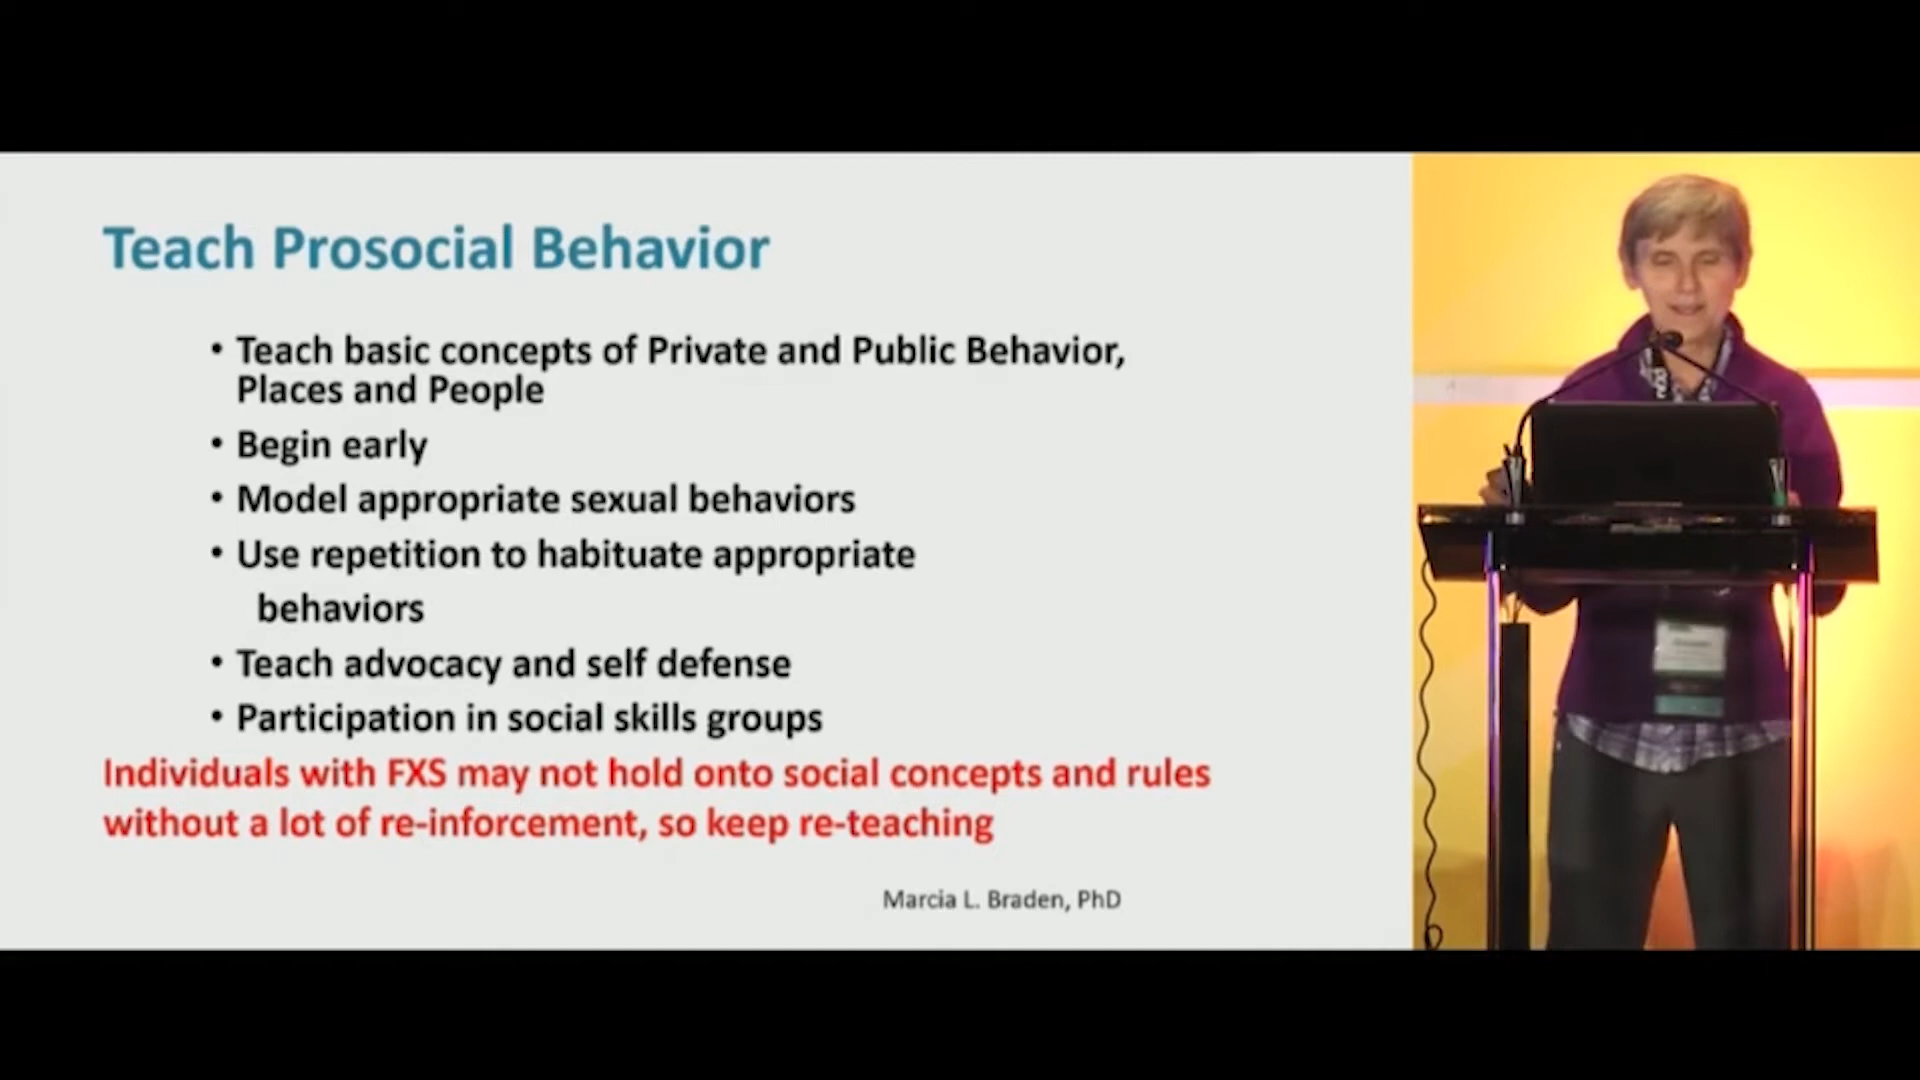 Teach Prosocial Behavior
• Teach basic concepts of Private and Public Behavior,
Places and People
• Begin early
• Model appropriate sexual behaviors
• Use repetition to habituate appropriate
behaviors
• Teach advocacy and self defense
• Participation in social skills groups
Individuals with FXS may not hold onto social concepts and rules
without a lot of re-inforcement, so keep re-teaching
Marcia L. Braden, PhD